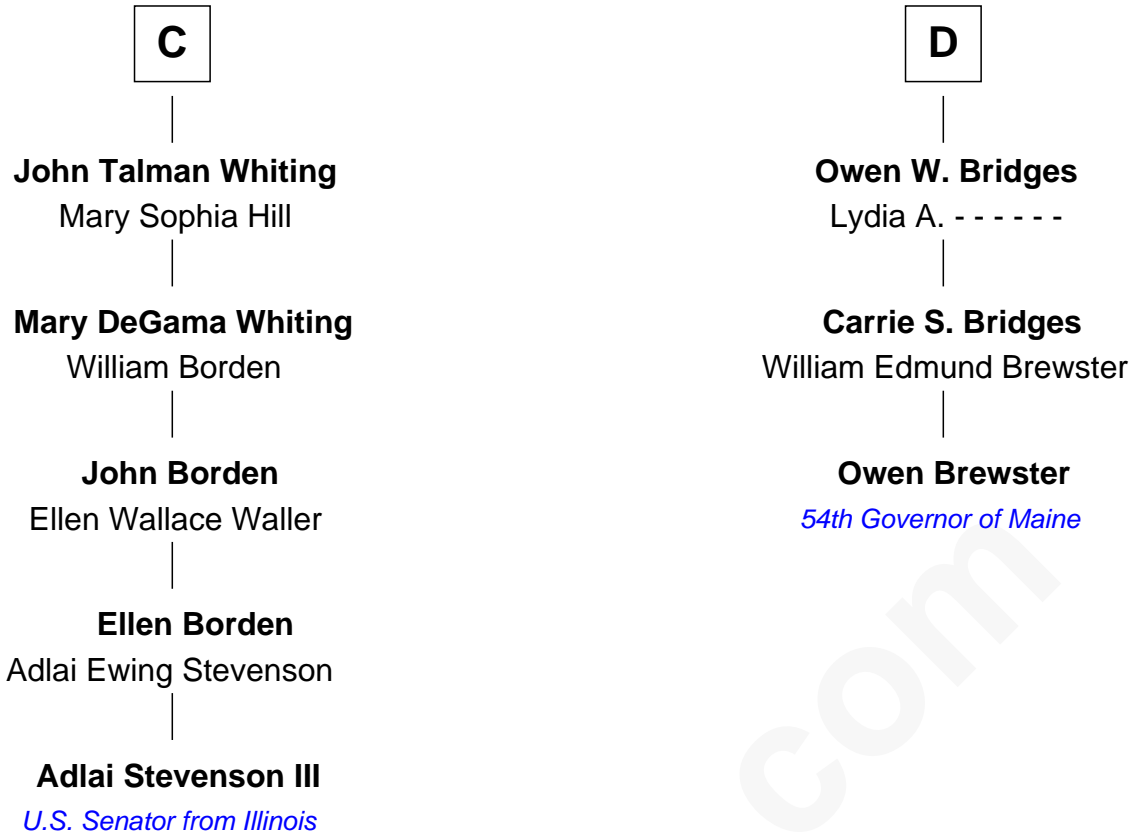 C
John Talman Whiting
Mary Sophia Hill
Mary DeGama Whiting
William Borden
John Borden
Ellen Wallace Waller
Ellen Borden
Adlai Ewing Stevenson
Adlai Stevenson III
U.S. Senator from Illinois
D
Owen W. Bridges
Lydia A. - - - - - -
Carrie S. Bridges
William Edmund Brewster
Owen Brewster
54th Governor of Maine
com